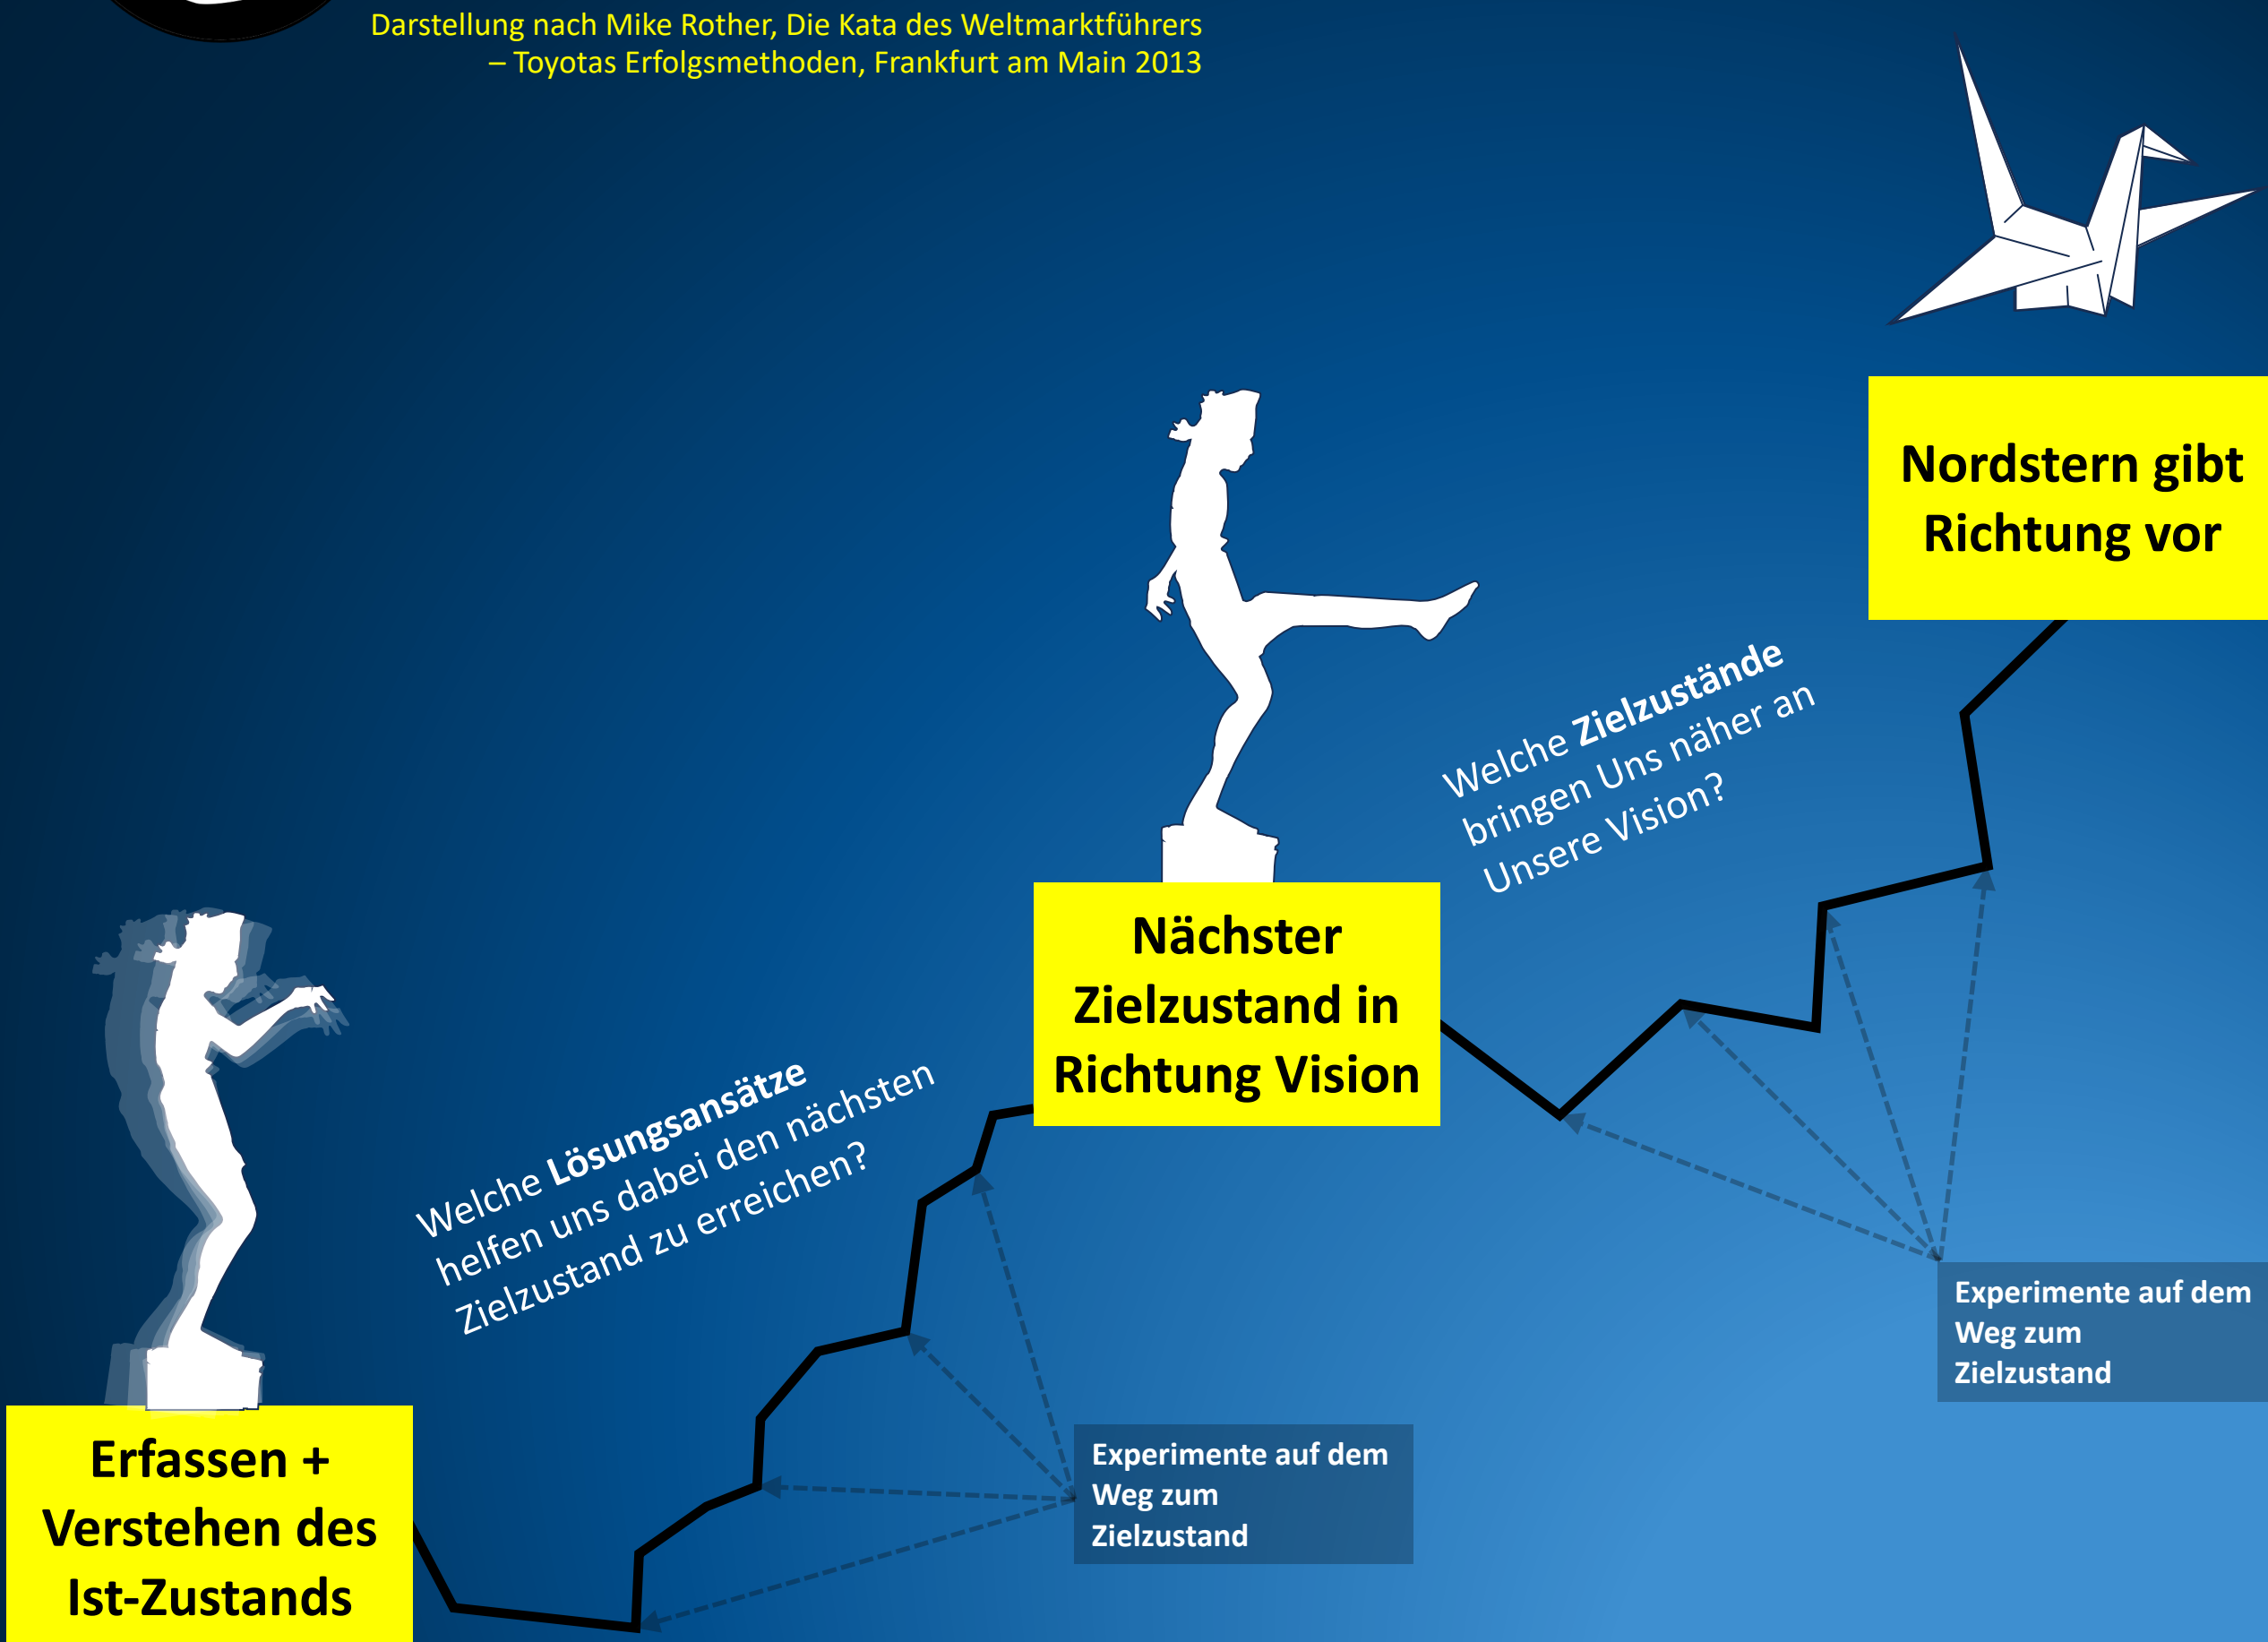 Darstellung nach Mike Rother, Die Kata des Weltmarktführers
– Toyotas Erfolgsmethoden, Frankfurt am Main 2013
Nordstern gibt
Richtung vor
Welche Zielzustände
bringen Uns näher an
Unsere Vision?
Nächster
Zielzustand in
Richtung Vision
Welche Lösungsansätze
helfen uns dabei den nächsten
Zielzustand zu erreichen?
Experimente auf dem
Weg zum
Zielzustand
Experimente auf dem
Weg zum
Zielzustand
Erfassen +
Verstehen des
Ist-Zustands